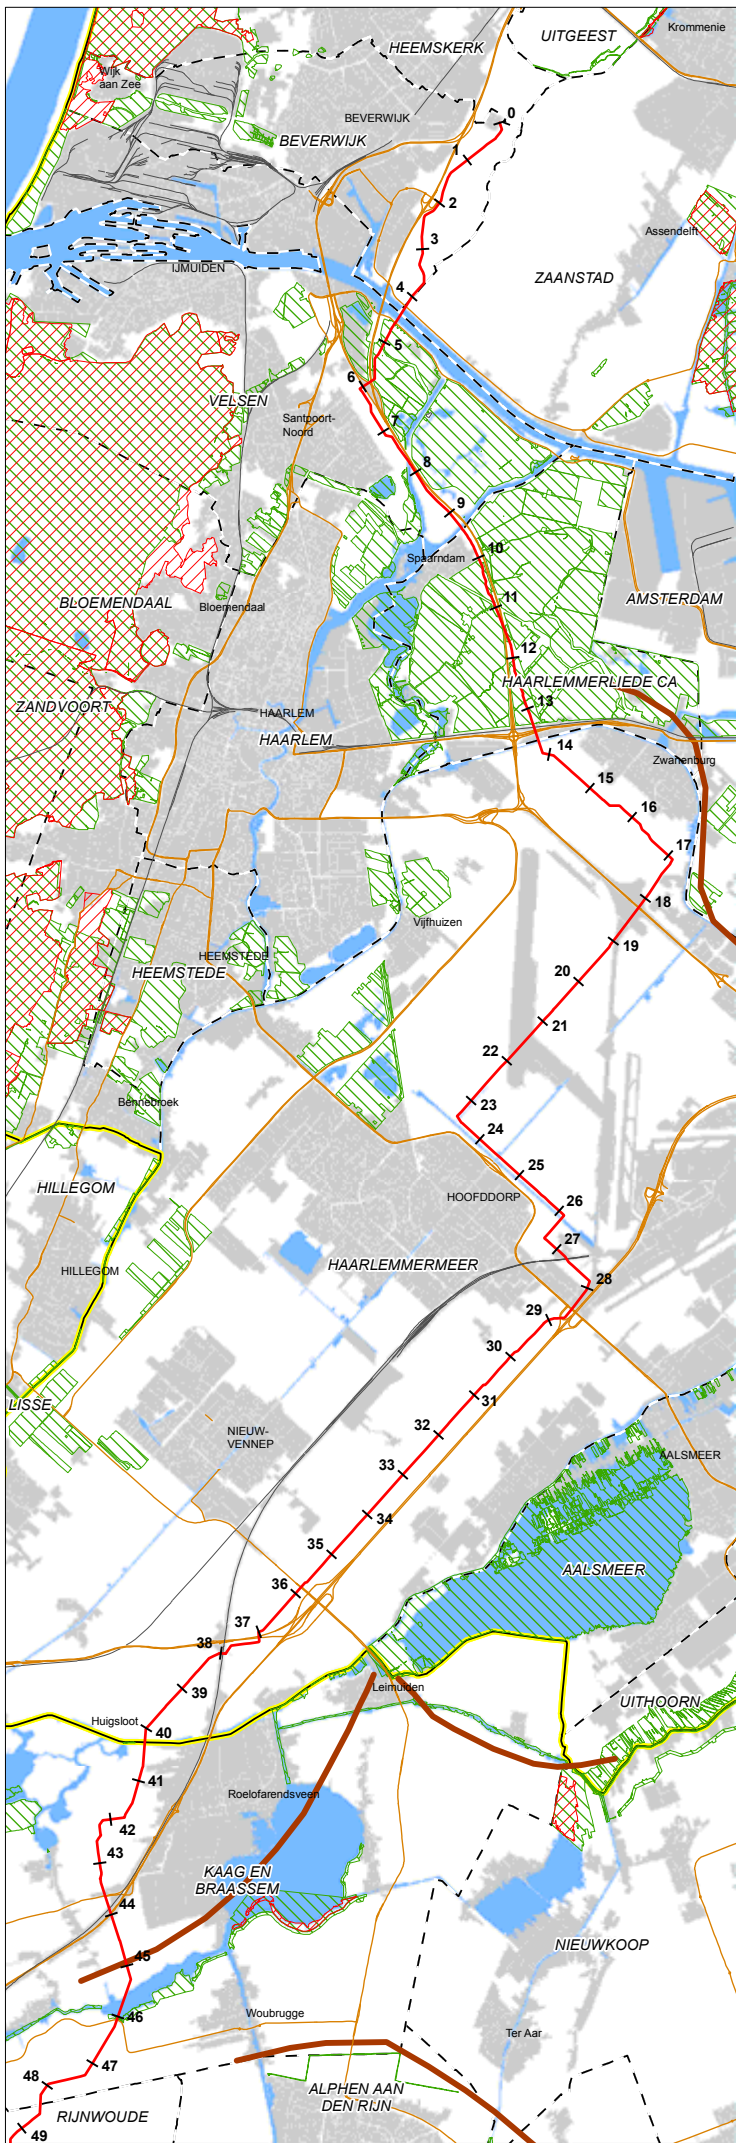 UITGEEST
Krommenie
HEEMSKERK
Wijk
aan Zee
BEVERWIJK
0
BEVERWIJK
1
2
Assendelft
3
IJMUIDEN
ZAANSTAD
4
5
6
VELSEN
Santpoort-
Noord
7
8
9
10
Spaarndam
BLOEMENDAAL
Bloemendaal
11
AMSTERDAM
12
HAARLEMMERLIEDE CA
ZANDVOORT
13
HAARLEM
HAARLEM
14
Zwanenburg
15
16
17
18
Vijfhuizen
19
HEEMSTEDE
HEEMSTEDE
20
21
22
Bennebroek
23
24
25
HILLEGOM
HOOFDDORP
26
27
HILLEGOM
HAARLEMMERMEER
28
29
30
31
LISSE
32
NIEUW-
VENNEP
AALSMEER
33
34
35
AALSMEER
36
37
38
Leimuiden
39
UITHOORN
Huigsloot
40
41
Roelofarendsveen
42
43
KAAG EN
BRAASSEM
44
NIEUWKOOP
45
46
Woubrugge
Ter Aar
47
48
ALPHEN AAN
DEN RIJN
RIJNWOUDE
49